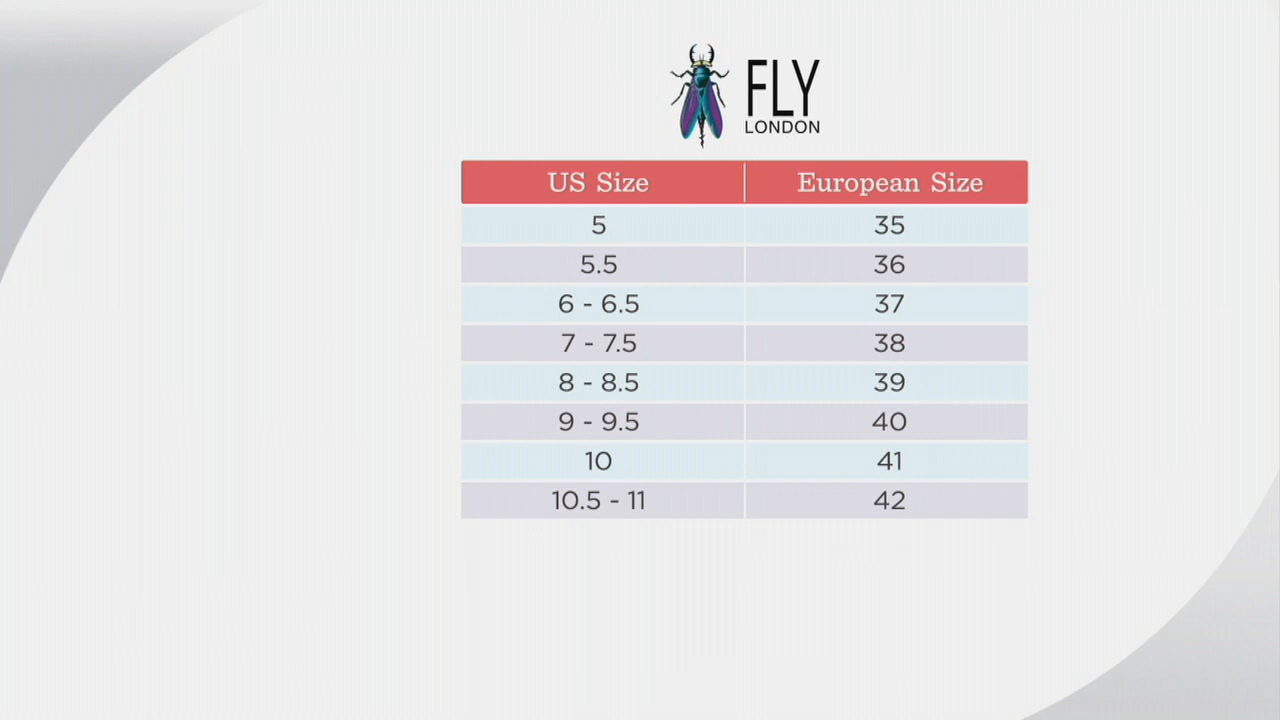 FLY
LONDON
US Size European Size
5 35
5.5 36
6 - 6.5 37
7 - 7.5 38
8 - 8.5 39
9 - 9.5 40
10 41
10.5 - 11 42